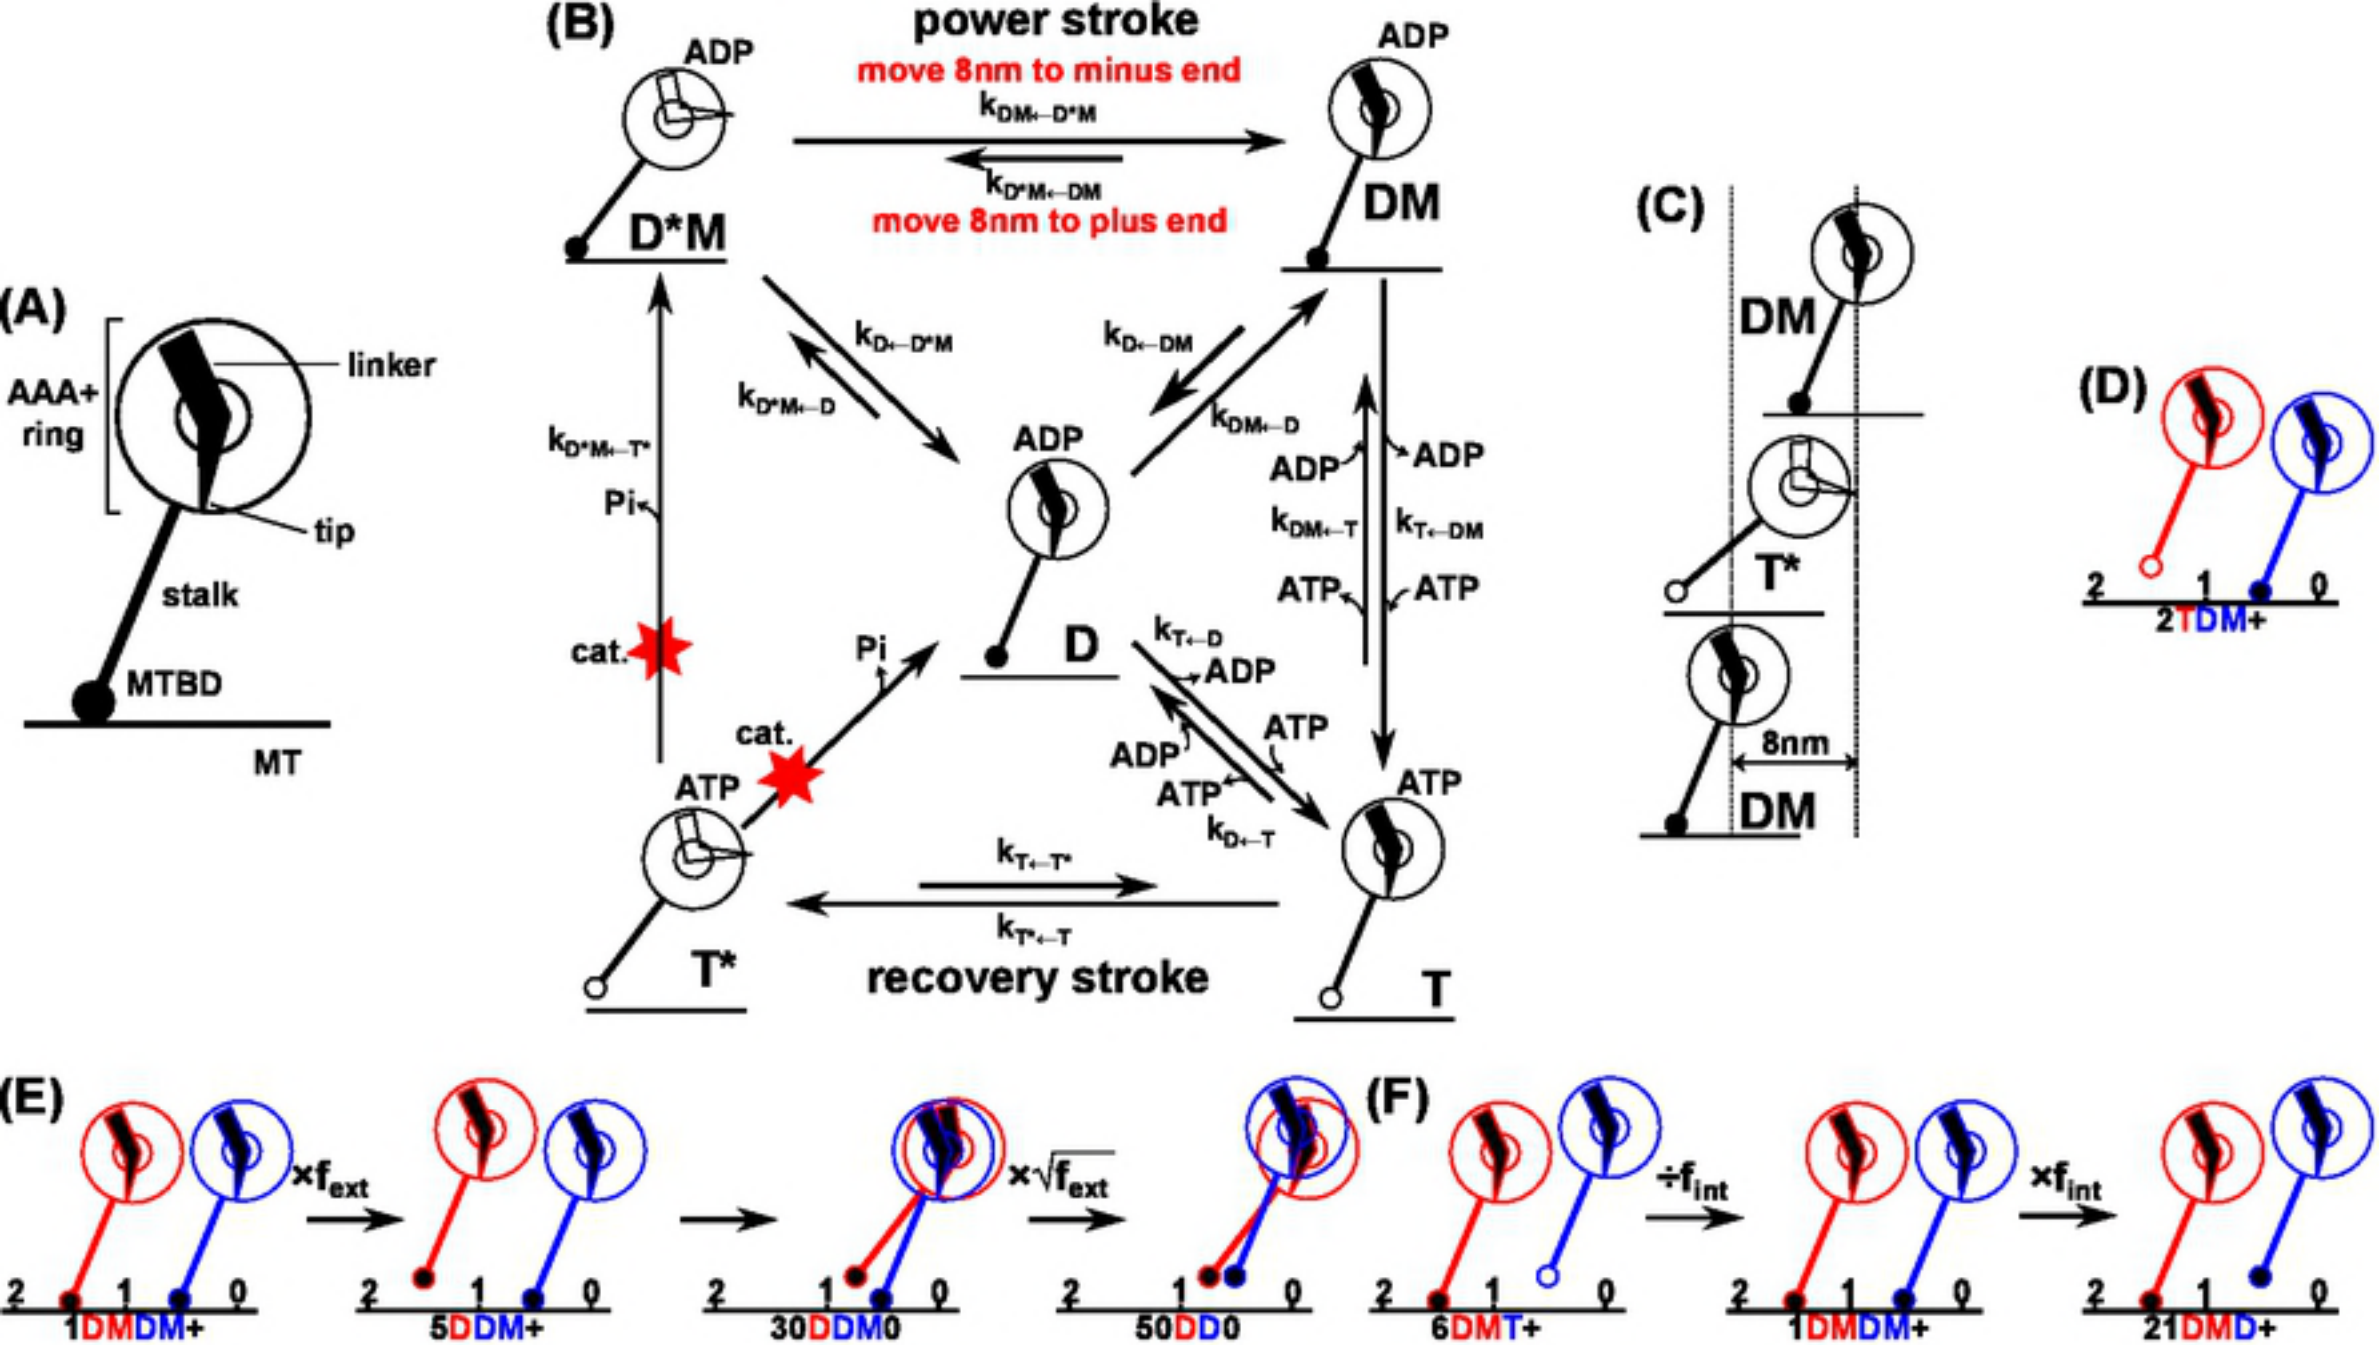 (A)
AAA+
ring
linker
tip
stalk
MTBD
MT
(B)
power stroke
move 8nm to minus end
k_DM←D*M
k_D*M←DM
move 8nm to plus end
ADP
D*M
ADP
DM
k_D←D*M
k_D*M←D
k_D←DM
k_DM←D
k_D*M←T*
Pi
cat.
ADP
D
Pi
cat.
ADP
ADP
k_DM←T
k_T←DM
ATP
ATP
k_T←D
ADP
ATP
ADP
ATP
k_D←T
ATP
T*
ATP
T
k_T←T*
k_T*←T
recovery stroke
(C)
DM
T*
8nm
DM
(D)
2 1 0
2TDM+
(E)
×f_ext
×√f_ext
2 1 0
1DMDM+
2 1 0
5DDM+
2 1 0
30DDM0
2 1 0
50DD0
(F)
÷f_int
×f_int
2 1 0
6DMT+
2 1 0
1DMDM+
2 1 0
21DMD+